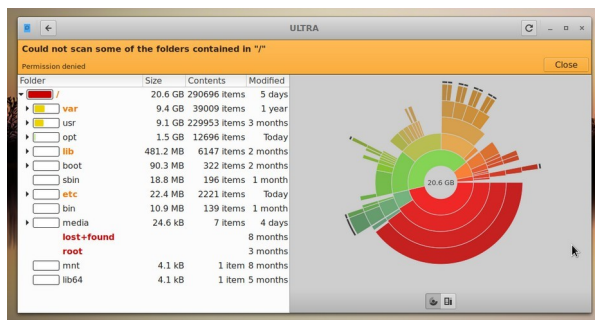 ULTRA
Could not scan some of the folders contained in "/"
Permission denied
Close
Folder Size Contents Modified
/ 20.6 GB 290696 items 5 days
var 9.4 GB 39009 items 1 year
usr 9.1 GB 229953 items 3 months
opt 1.5 GB 12696 items Today
lib 481.2 MB 6147 items 2 months
boot 90.3 MB 322 items 2 months
sbin 18.8 MB 196 items 1 month
etc 22.4 MB 2221 items Today
bin 10.9 MB 139 items 1 month
media 24.6 kB 7 items 4 days
lost+found 8 months
root 3 months
mnt 4.1 kB 1 item 8 months
lib64 4.1 kB 1 item 5 months
20.6 GB